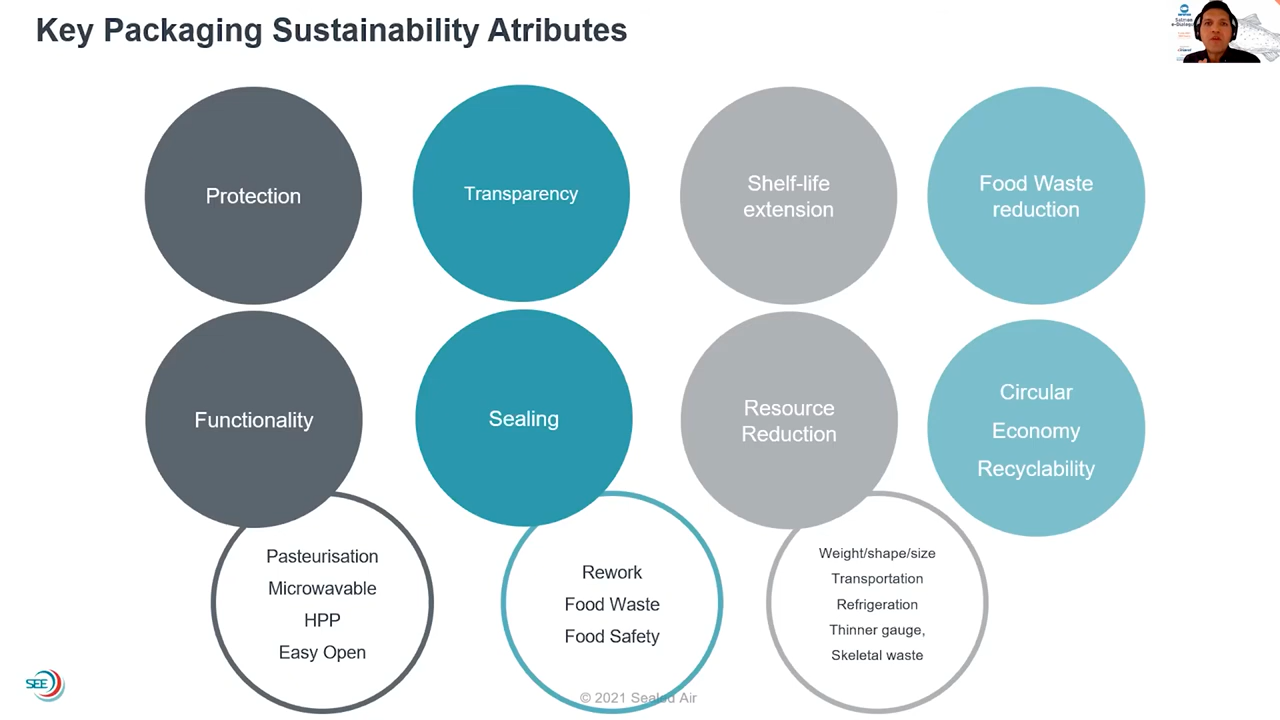 Key Packaging Sustainability Atributes
Protection
Transparency
Shelf-life
extension
Food Waste
reduction
Functionality
Sealing
Resource
Reduction
Circular
Economy
Recyclability
Pasteurisation
Microwavable
HPP
Easy Open
Rework
Food Waste
Food Safety
Weight/shape/size
Transportation
Refrigeration
Thinner gauge,
Skeletal waste
SEE
© 2021 Sealed Air